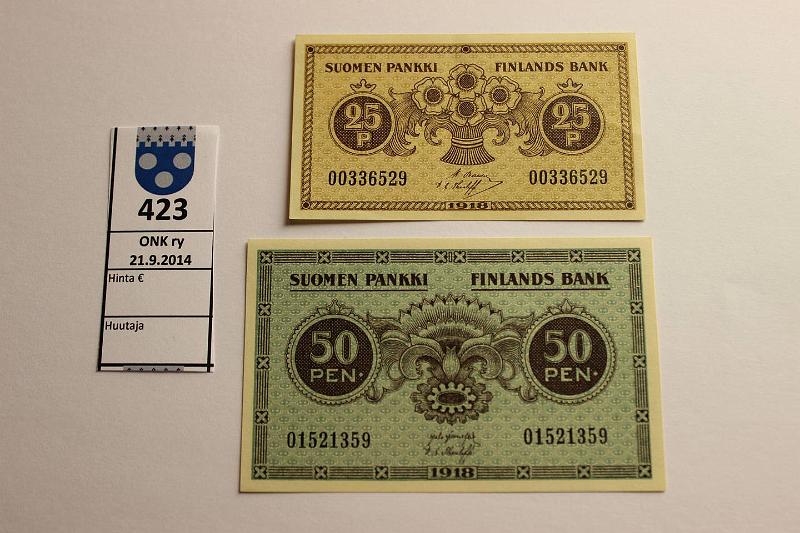 423
ONK ry
21.9.2014
Hinta €
Huutaja
SUOMEN PANKKI FINLANDS BANK
25 P 25 P
00336529 00336529
1918
SUOMEN PANKKI FINLANDS BANK
50 PEN. 50 PEN.
01521359 01521359
1918